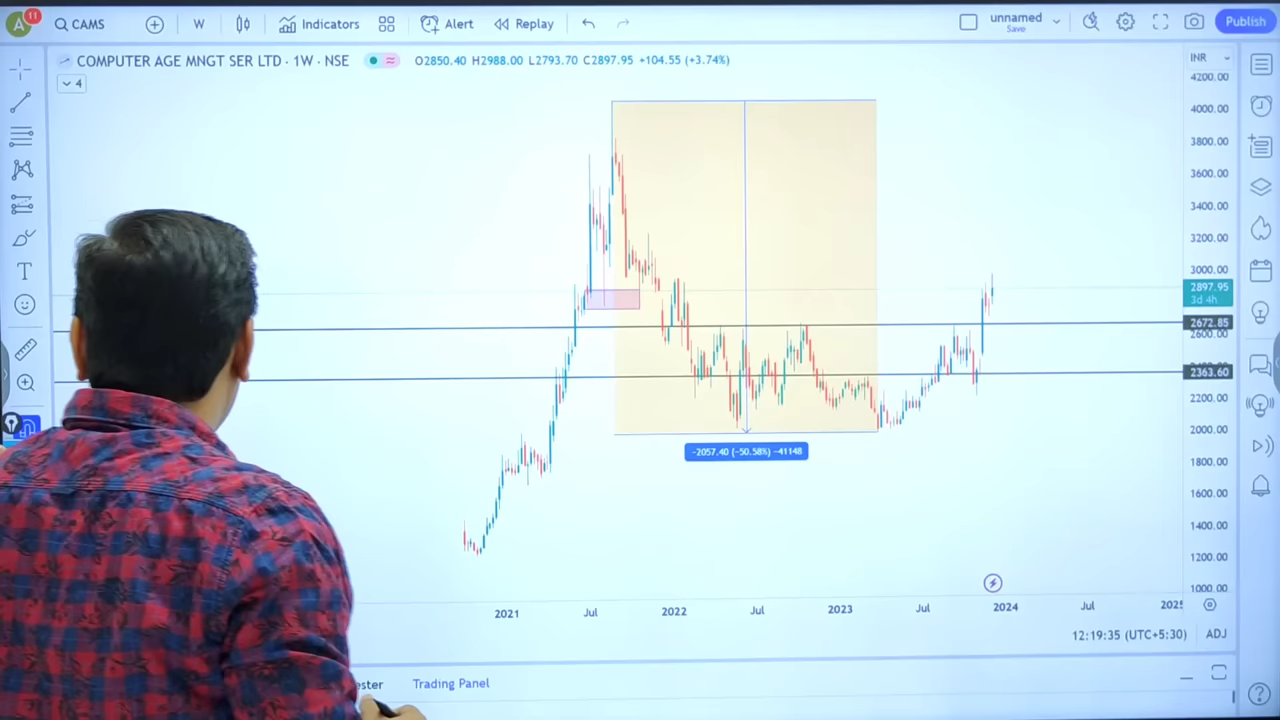 A 11 CAMS W Indicators Alert Replay unnamed Save Publish
COMPUTER AGE MNGT SER LTD · 1W · NSE O2850.40 H2988.00 L2793.70 C2897.95 +104.55 (+3.74%)
4
INR
4200.00
4000.00
3800.00
3600.00
3400.00
3200.00
3000.00
2897.95
3d 4h
2672.85
2600.00
2363.60
2200.00
2000.00
-2057.40 (-50.58%) -41148
1800.00
1600.00
1400.00
1200.00
1000.00
2021 Jul 2022 Jul 2023 Jul 2024 Jul 2025
12:19:35 (UTC+5:30) ADJ
ester Trading Panel